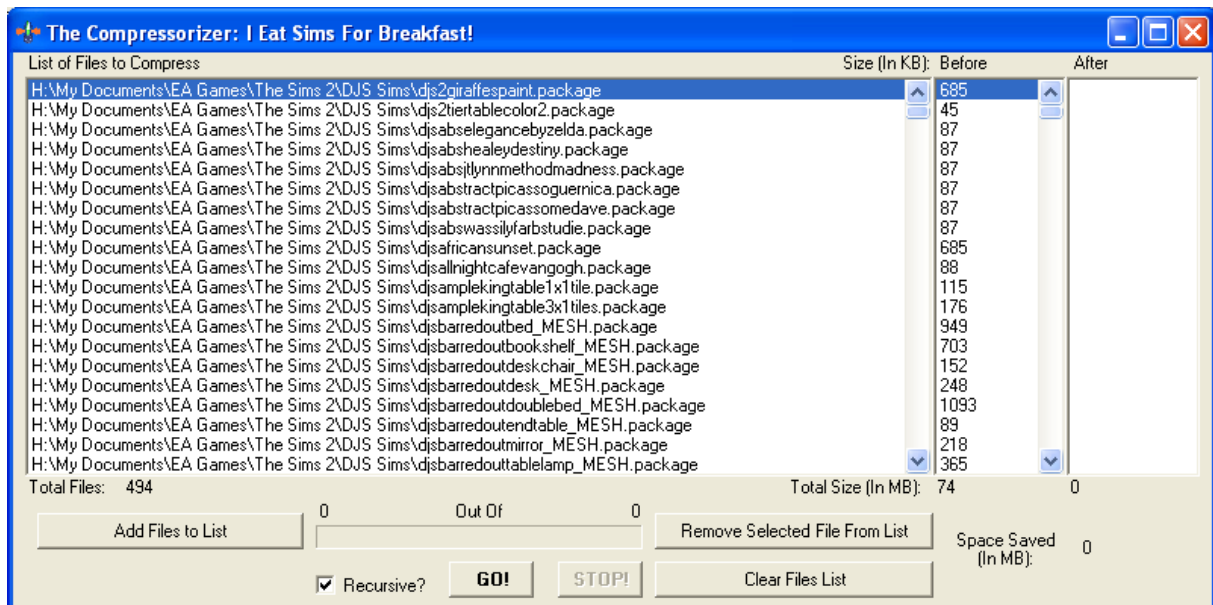 The Compressorizer: I Eat Sims For Breakfast!
List of Files to Compress Size (In KB): Before After
H:\My Documents\EA Games\The Sims 2\DJS Sims\djs2giraffespaint.package 685
H:\My Documents\EA Games\The Sims 2\DJS Sims\djs2tiertablecolor2.package 45
H:\My Documents\EA Games\The Sims 2\DJS Sims\djsabselegancebyzelda.package 87
H:\My Documents\EA Games\The Sims 2\DJS Sims\djsabshealeydestiny.package 87
H:\My Documents\EA Games\The Sims 2\DJS Sims\djsabsjtlynnmethodmadness.package 87
H:\My Documents\EA Games\The Sims 2\DJS Sims\djsabstractpicassoguernica.package 87
H:\My Documents\EA Games\The Sims 2\DJS Sims\djsabstractpicassomedave.package 87
H:\My Documents\EA Games\The Sims 2\DJS Sims\djsabswassilyfarbstudie.package 87
H:\My Documents\EA Games\The Sims 2\DJS Sims\djsafricansunset.package 685
H:\My Documents\EA Games\The Sims 2\DJS Sims\djsallnightcafevangogh.package 88
H:\My Documents\EA Games\The Sims 2\DJS Sims\djsamplekingtable1x1tile.package 115
H:\My Documents\EA Games\The Sims 2\DJS Sims\djsamplekingtable3x1tiles.package 176
H:\My Documents\EA Games\The Sims 2\DJS Sims\djsbarredoutbed_MESH.package 949
H:\My Documents\EA Games\The Sims 2\DJS Sims\djsbarredoutbookshelf_MESH.package 703
H:\My Documents\EA Games\The Sims 2\DJS Sims\djsbarredoutdeskchair_MESH.package 152
H:\My Documents\EA Games\The Sims 2\DJS Sims\djsbarredoutdesk_MESH.package 248
H:\My Documents\EA Games\The Sims 2\DJS Sims\djsbarredoutdoublebed_MESH.package 1093
H:\My Documents\EA Games\The Sims 2\DJS Sims\djsbarredoutendtable_MESH.package 89
H:\My Documents\EA Games\The Sims 2\DJS Sims\djsbarredoutmirror_MESH.package 218
H:\My Documents\EA Games\The Sims 2\DJS Sims\djsbarredouttablelamp_MESH.package 365
Total Files: 494 Total Size (In MB): 74 0
0 Out Of 0
Add Files to List Remove Selected File From List Space Saved (In MB): 0
Recursive? GO! STOP! Clear Files List